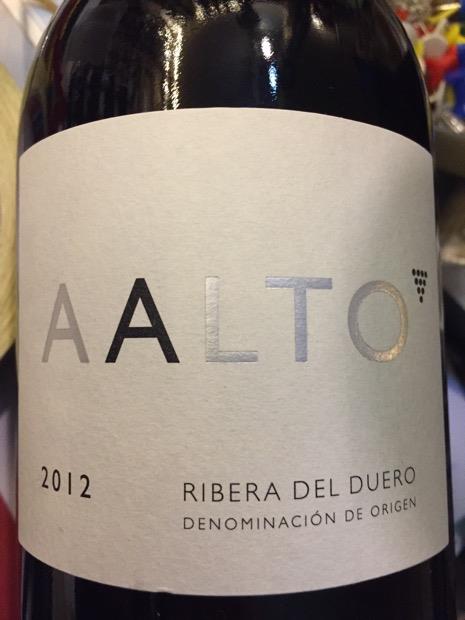 AALTO
2012
RIBERA DEL DUERO
DENOMINACIÓN DE ORIGEN